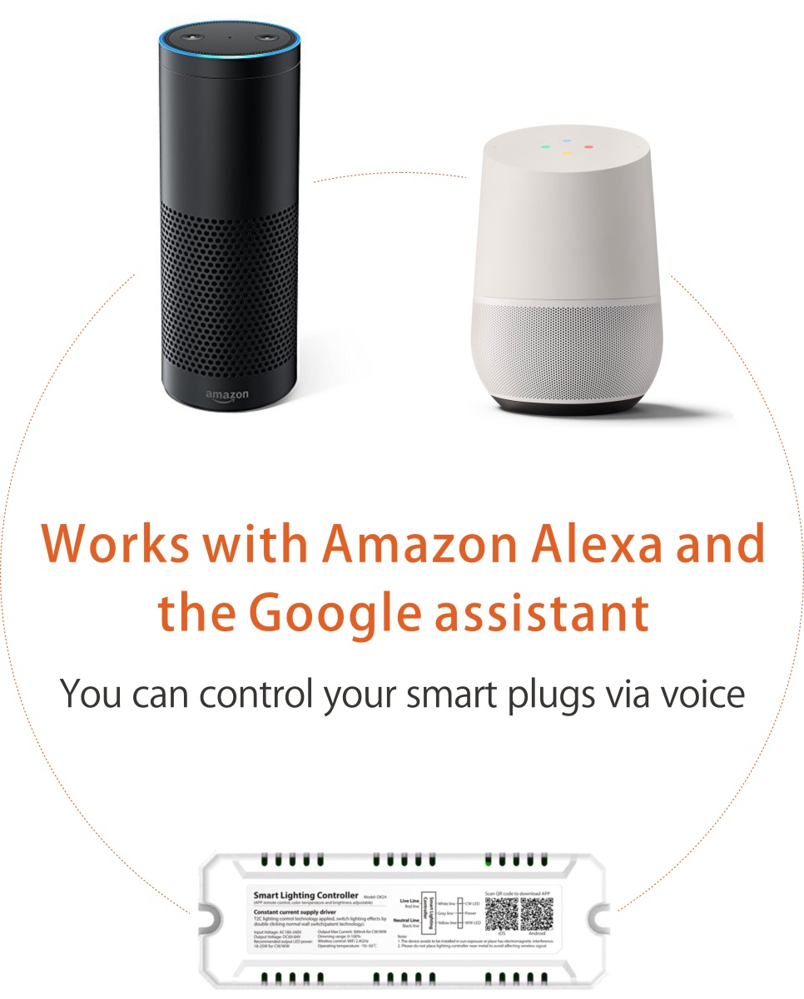 amazon
Works with Amazon Alexa and
the Google assistant
You can control your smart plugs via voice
Smart Lighting Controller Model: DK24
(APP remote control, color temperature and brightness adjustable)
Constant current supply driver
T2C lighting control technology applied, switch lighting effects by
double clicking normal wall switch(patent technology).
Input Voltage: AC180-240V
Output Voltage: DC60-84V
Recommended output LED power:
18-25W for CW/WW
Output Max Current: 300mA for CW/WW
Dimming range: 0-100%
Wireless control: WiFi 2.4GHz
Operating temperature: -10~50°C
Live Line
Red line
Neutral Line
Black line
Smart Lighting
Controller
White line
CW LED
Grey line
Power
Yellow line
WW LED
Scan QR code to download APP
iOS
Android
Note:
1. The device avoids to be installed in sun exposure or place has electromagnetic interference.
2. Please do not place lighting controller near metal to avoid affecting wireless signal.